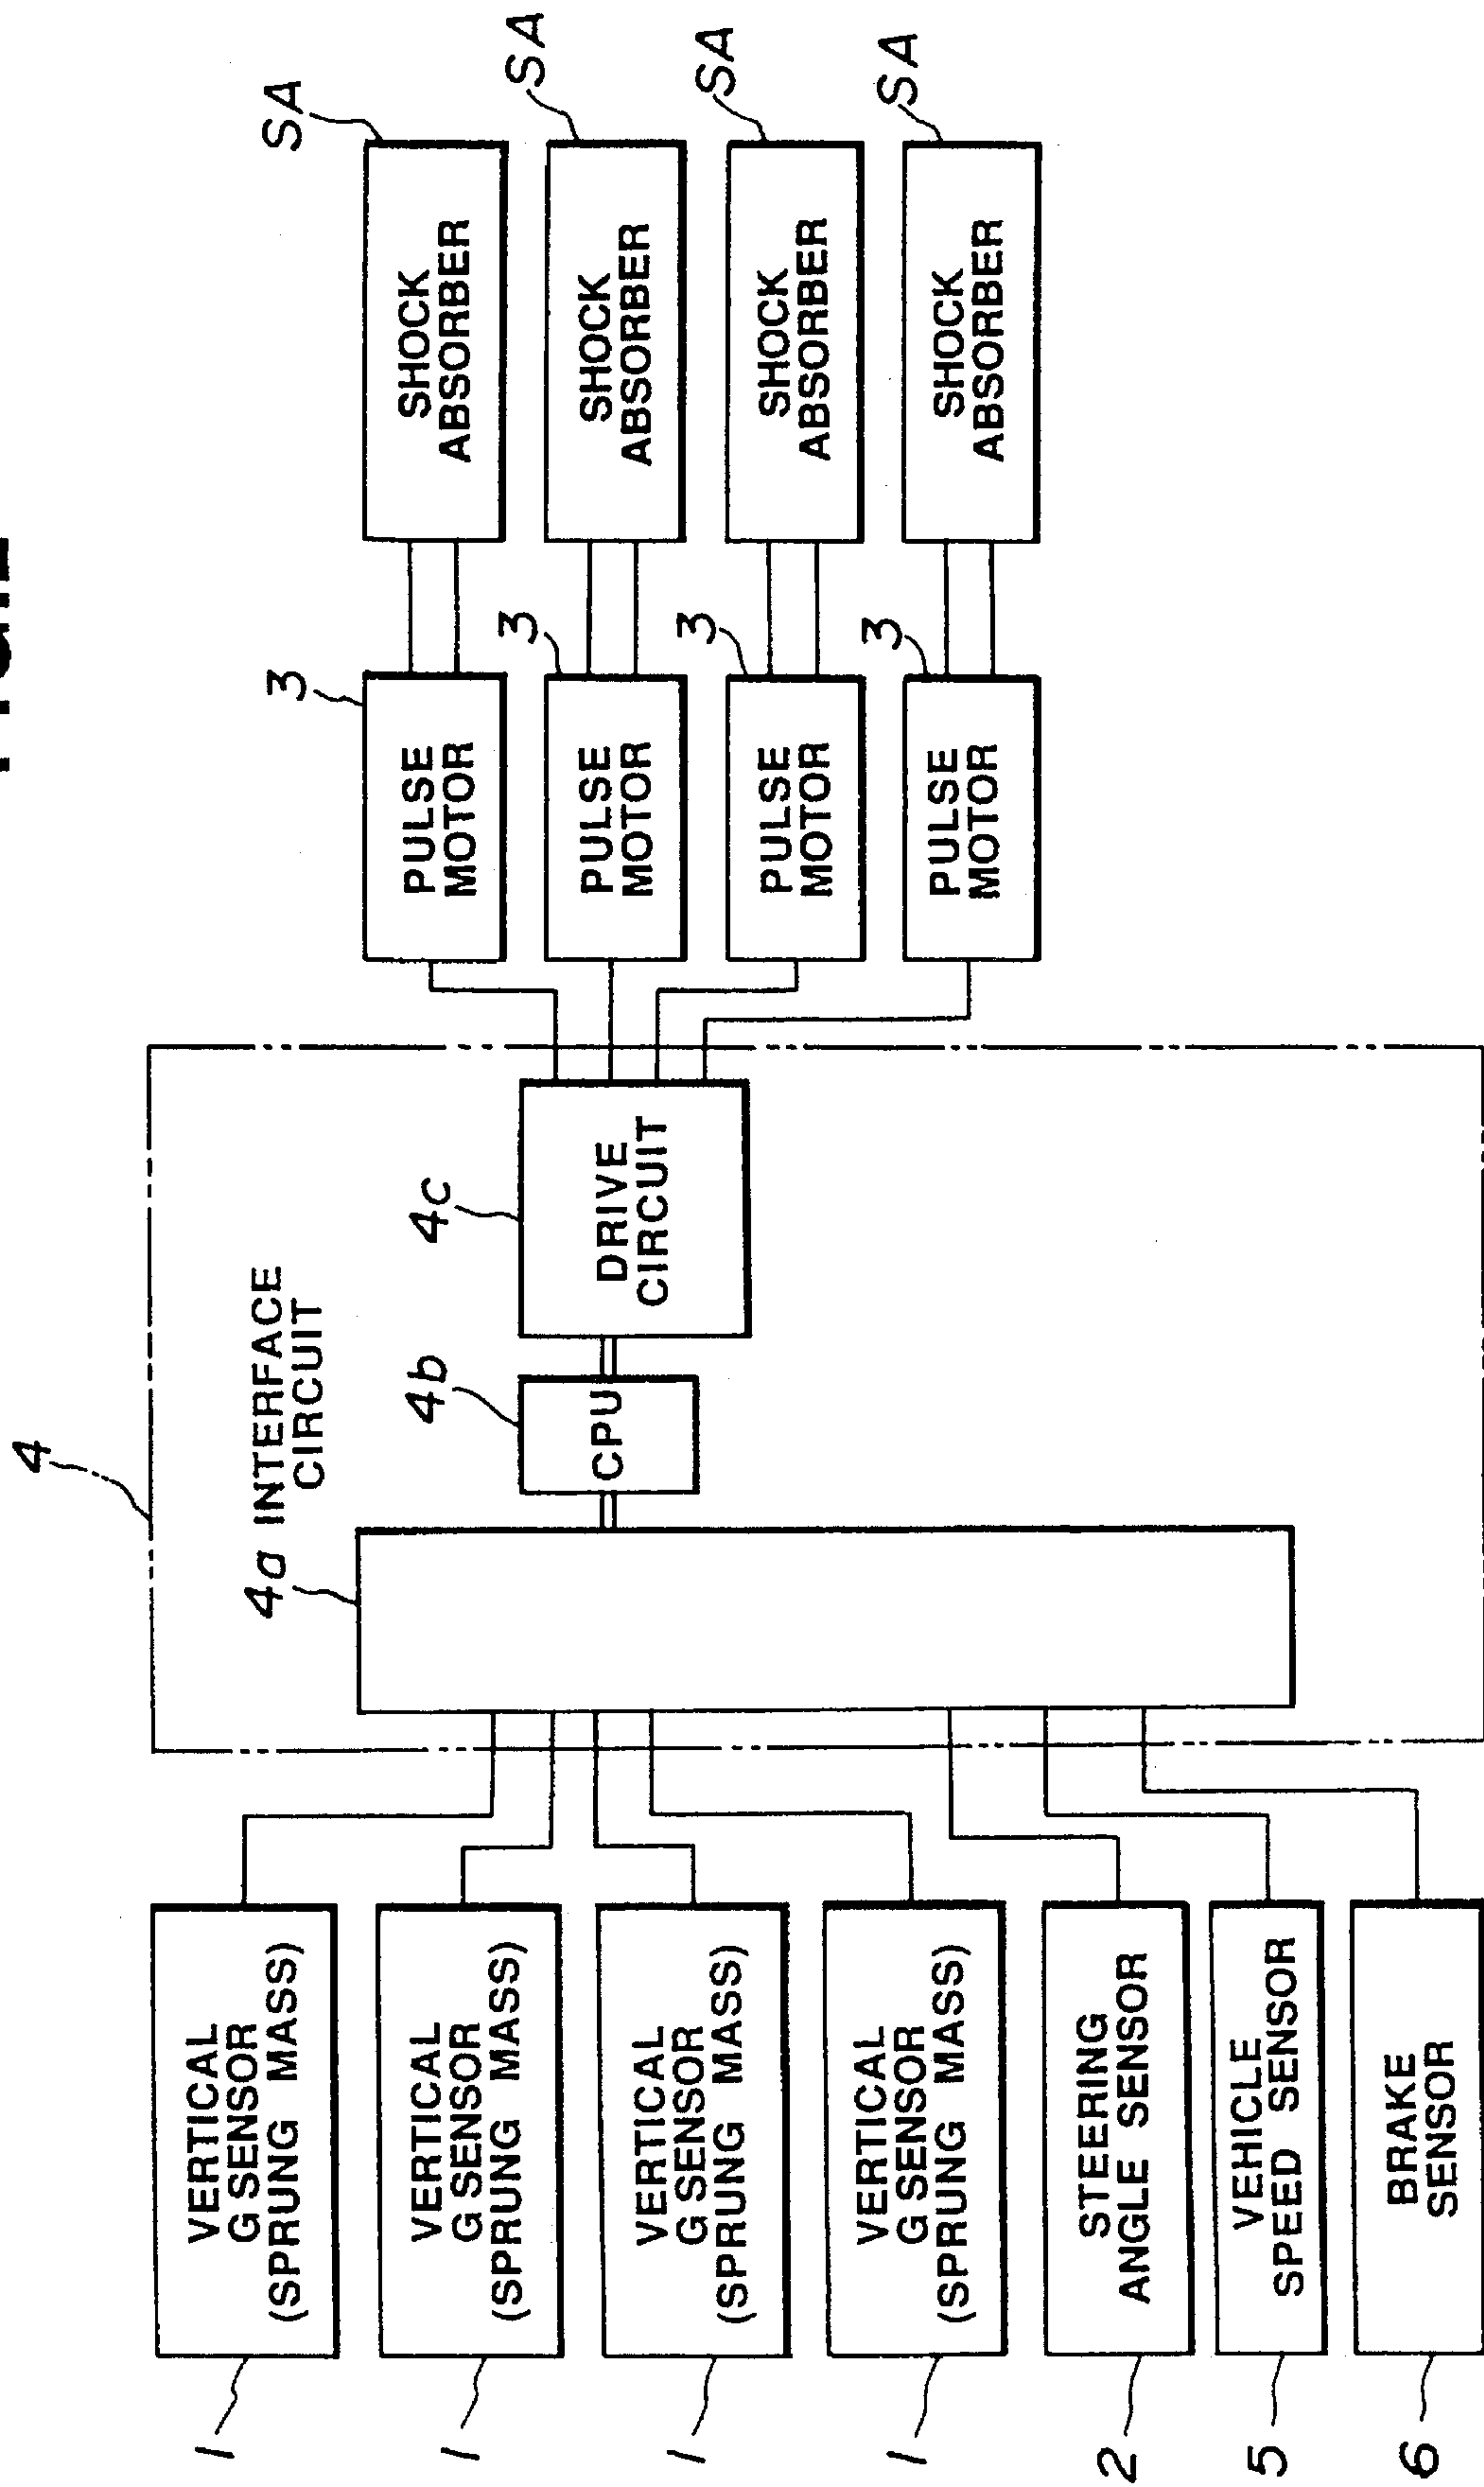 4
4a INTERFACE
CIRCUIT
4b
CPU
4c
DRIVE
CIRCUIT
1
VERTICAL
G SENSOR
(SPRUNG MASS)
1
VERTICAL
G SENSOR
(SPRUNG MASS)
1
VERTICAL
G SENSOR
(SPRUNG MASS)
1
VERTICAL
G SENSOR
(SPRUNG MASS)
2
STEERING
ANGLE SENSOR
5
VEHICLE
SPEED SENSOR
6
BRAKE
SENSOR
3
PULSE
MOTOR
3
PULSE
MOTOR
3
PULSE
MOTOR
3
PULSE
MOTOR
SA
SHOCK
ABSORBER
SA
SHOCK
ABSORBER
SA
SHOCK
ABSORBER
SA
SHOCK
ABSORBER